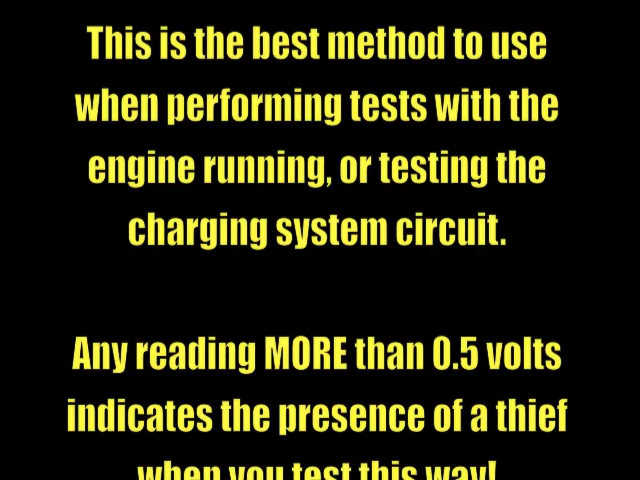 This is the best method to use
when performing tests with the
engine running, or testing the
charging system circuit.
Any reading MORE than 0.5 volts
indicates the presence of a thief
when you test this way!